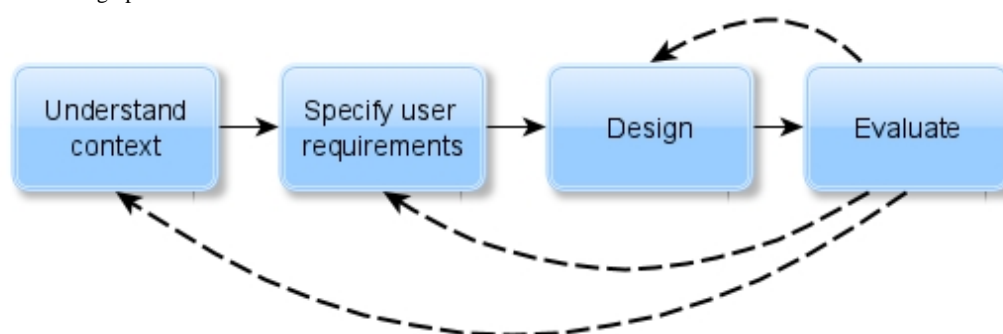 Understand
context
Specify user
requirements
Design
Evaluate